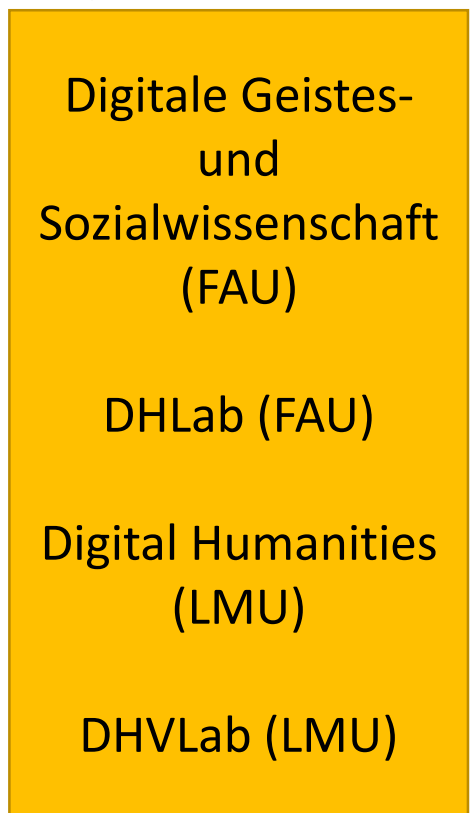 Digitale Geistes-
und
Sozialwissenschaft
(FAU)
DHLab (FAU)
Digital Humanities
(LMU)
DHVLab (LMU)